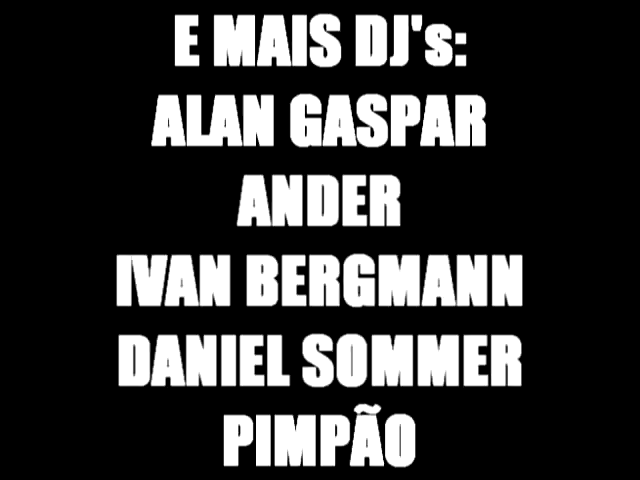 E MAIS DJ's:
ALAN GASPAR
ANDER
IVAN BERGMANN
DANIEL SOMMER
PIMPÃO